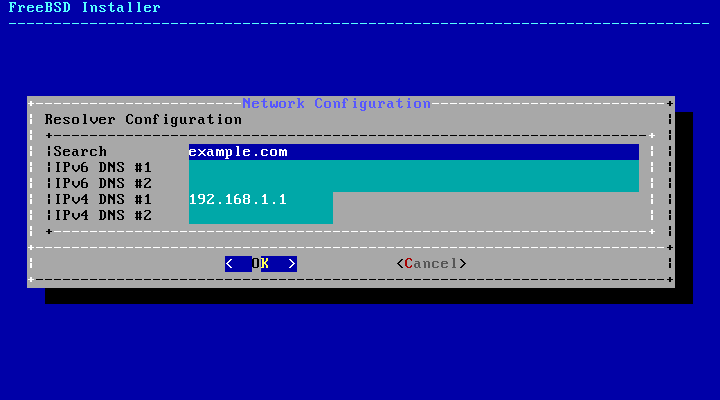 FreeBSD Installer
Network Configuration
Resolver Configuration
Search example.com
IPv6 DNS #1
IPv6 DNS #2
IPv4 DNS #1 192.168.1.1
IPv4 DNS #2
< OK > <Cancel>